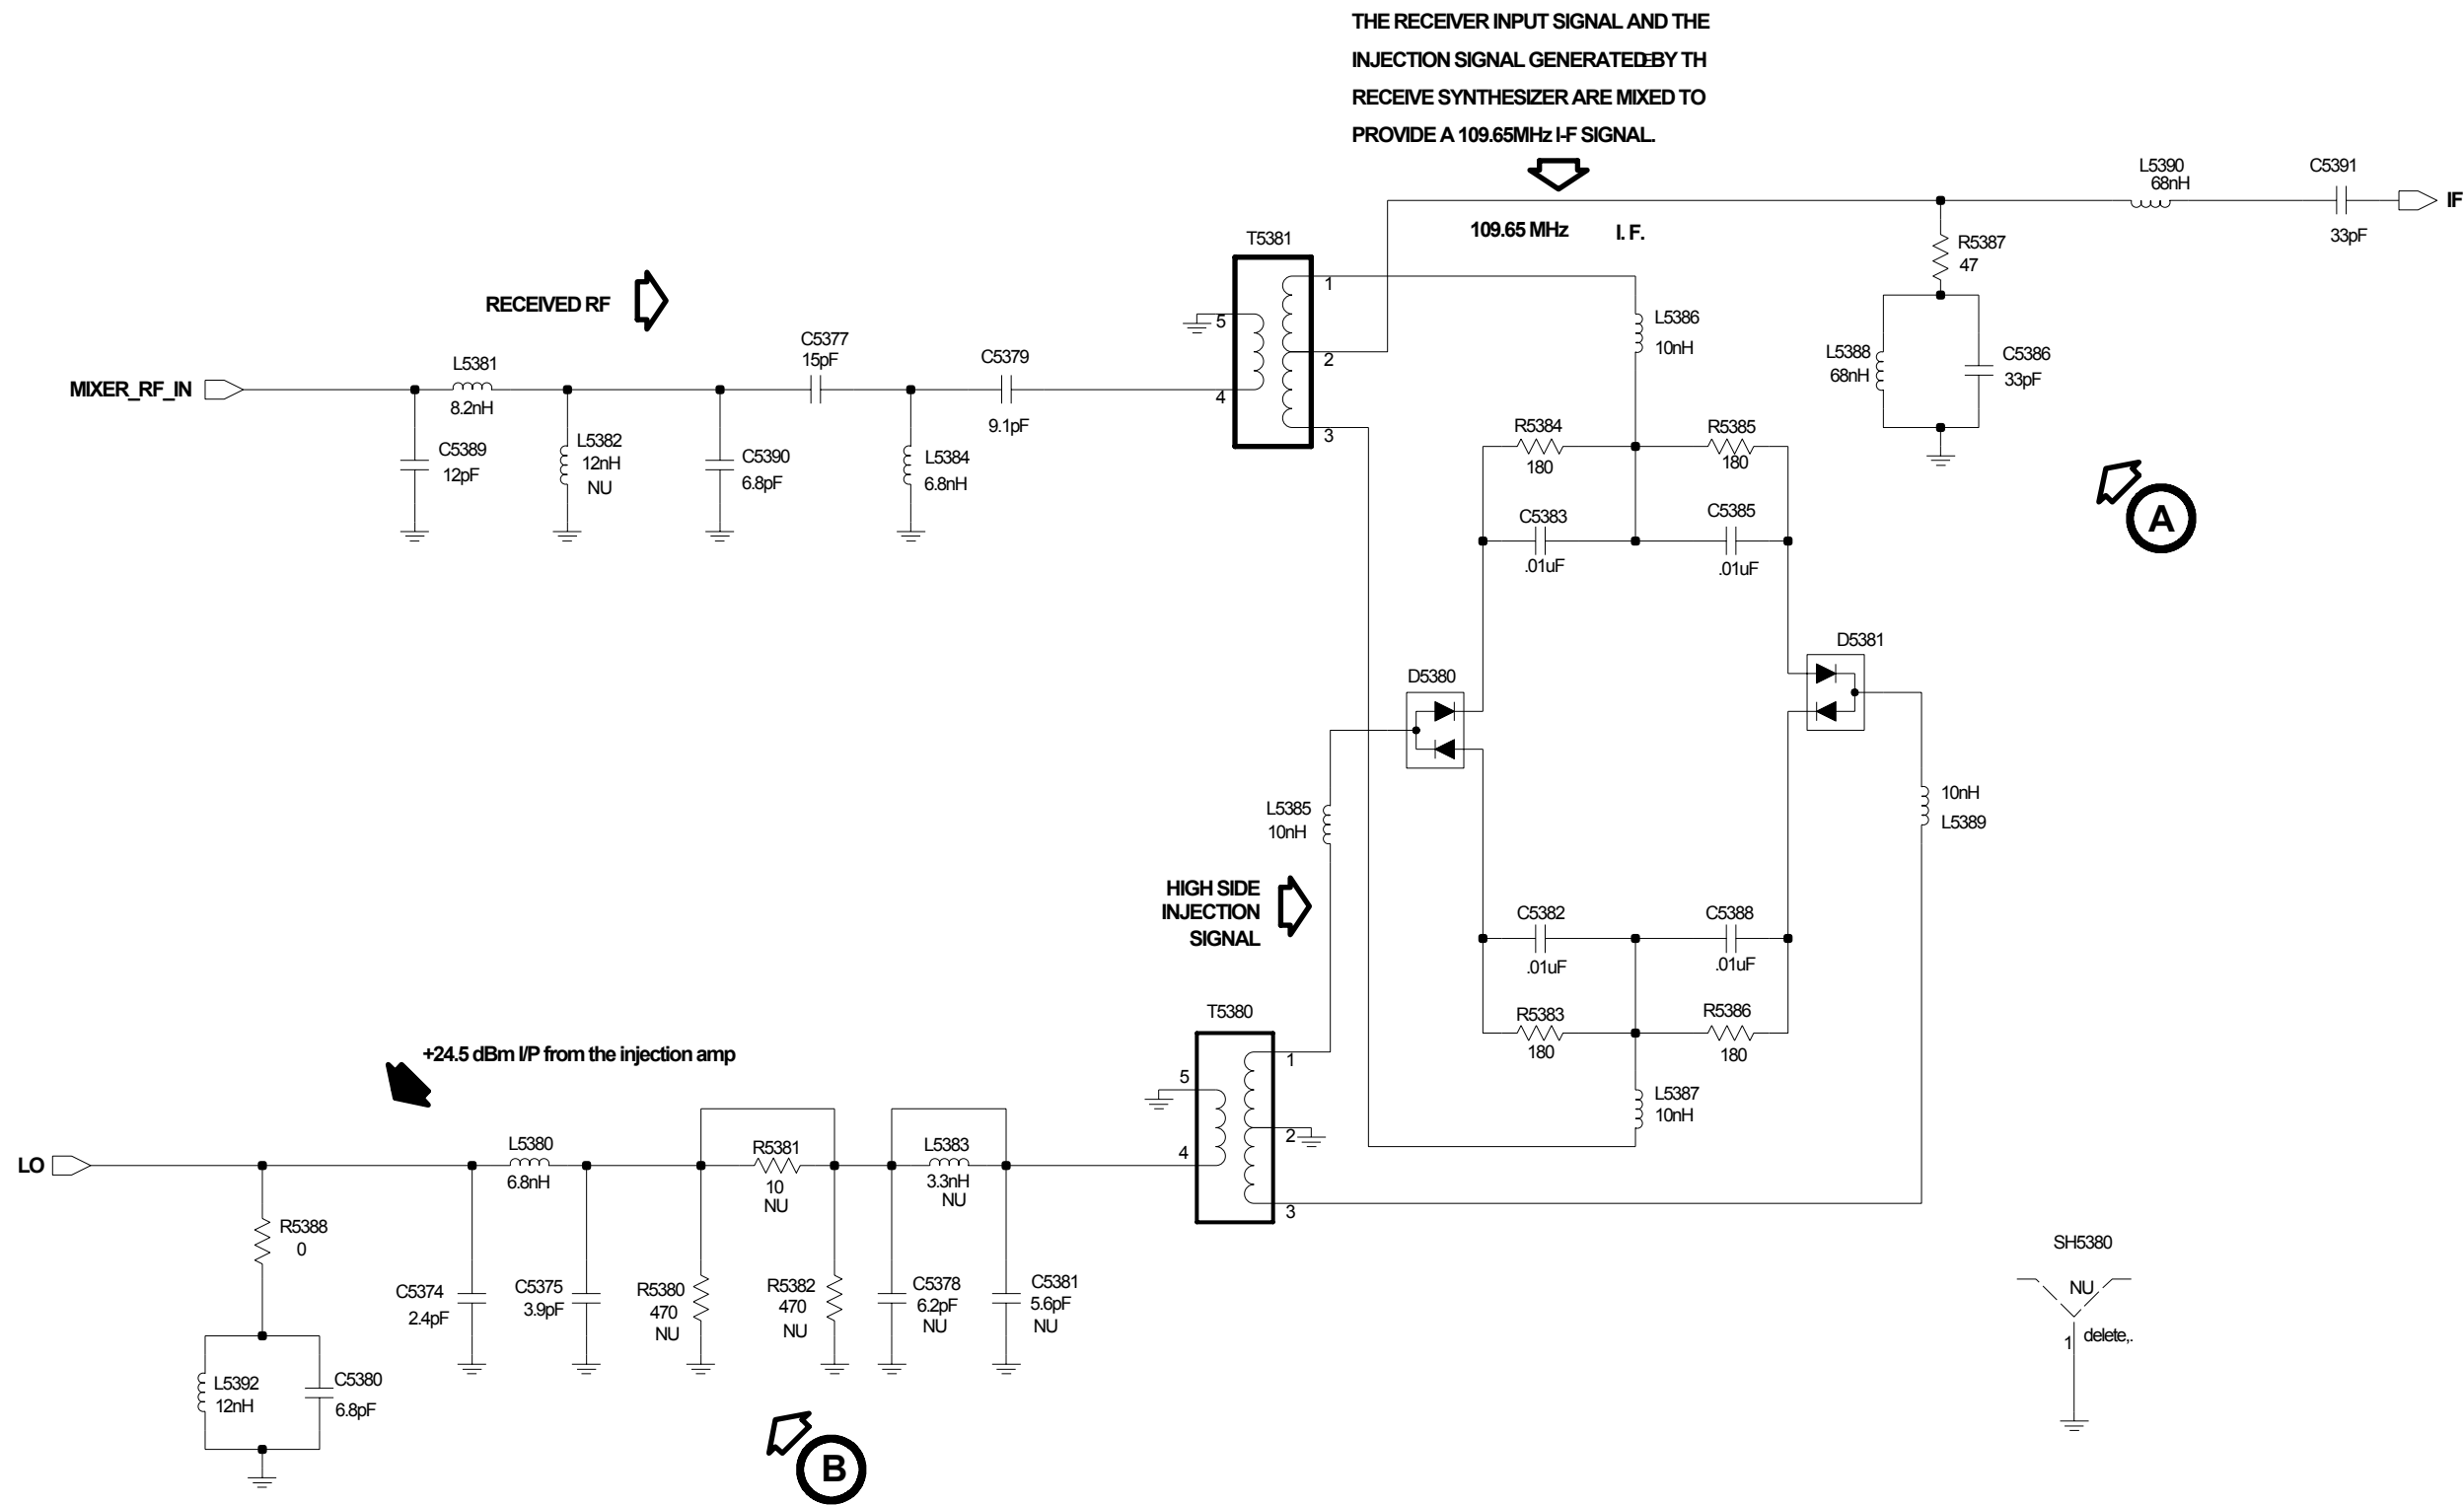 THE RECEIVER INPUT SIGNAL AND THE
INJECTION SIGNAL GENERATED BY TH
RECEIVE SYNTHESIZER ARE MIXED TO
PROVIDE A 109.65MHz I-F SIGNAL.
L5390
68nH
C5391
33pF
IF
109.65 MHz I. F.
T5381
1
2
3
4
5
R5387
47
L5388
68nH
C5386
33pF
A
RECEIVED RF
MIXER_RF_IN
L5381
8.2nH
C5389
12pF
L5382
12nH
NU
C5390
6.8pF
C5377
15pF
L5384
6.8nH
C5379
9.1pF
L5386
10nH
R5384
180
R5385
180
C5383
.01uF
C5385
.01uF
D5380
D5381
L5385
10nH
10nH
L5389
HIGH SIDE
INJECTION
SIGNAL
C5382
.01uF
C5388
.01uF
R5383
180
R5386
180
L5387
10nH
T5380
1
2
3
4
5
+24.5 dBm I/P from the injection amp
LO
R5388
0
L5392
12nH
C5380
6.8pF
L5380
6.8nH
C5374
2.4pF
C5375
3.9pF
R5381
10
NU
R5380
470
NU
R5382
470
NU
L5383
3.3nH
NU
C5378
6.2pF
NU
C5381
5.6pF
NU
B
SH5380
NU
1
delete,.